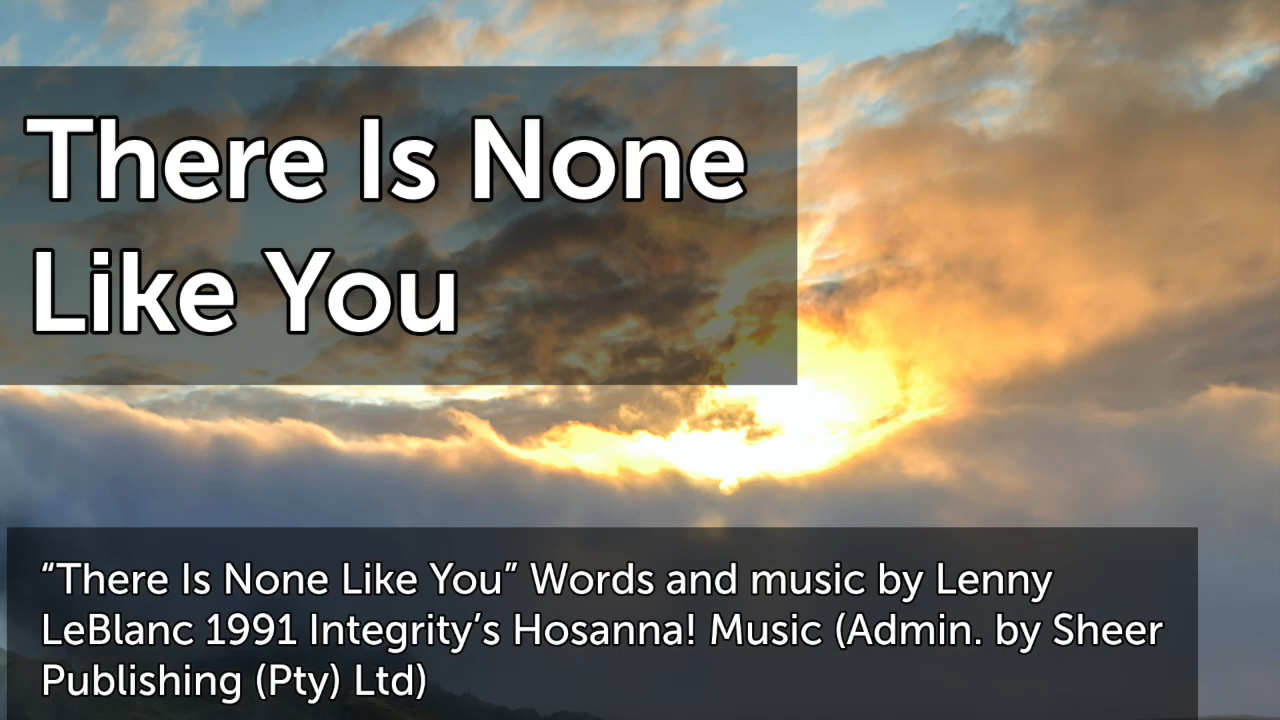 There Is None
Like You
“There Is None Like You” Words and music by Lenny
LeBlanc 1991 Integrity’s Hosanna! Music (Admin. by Sheer
Publishing (Pty) Ltd)